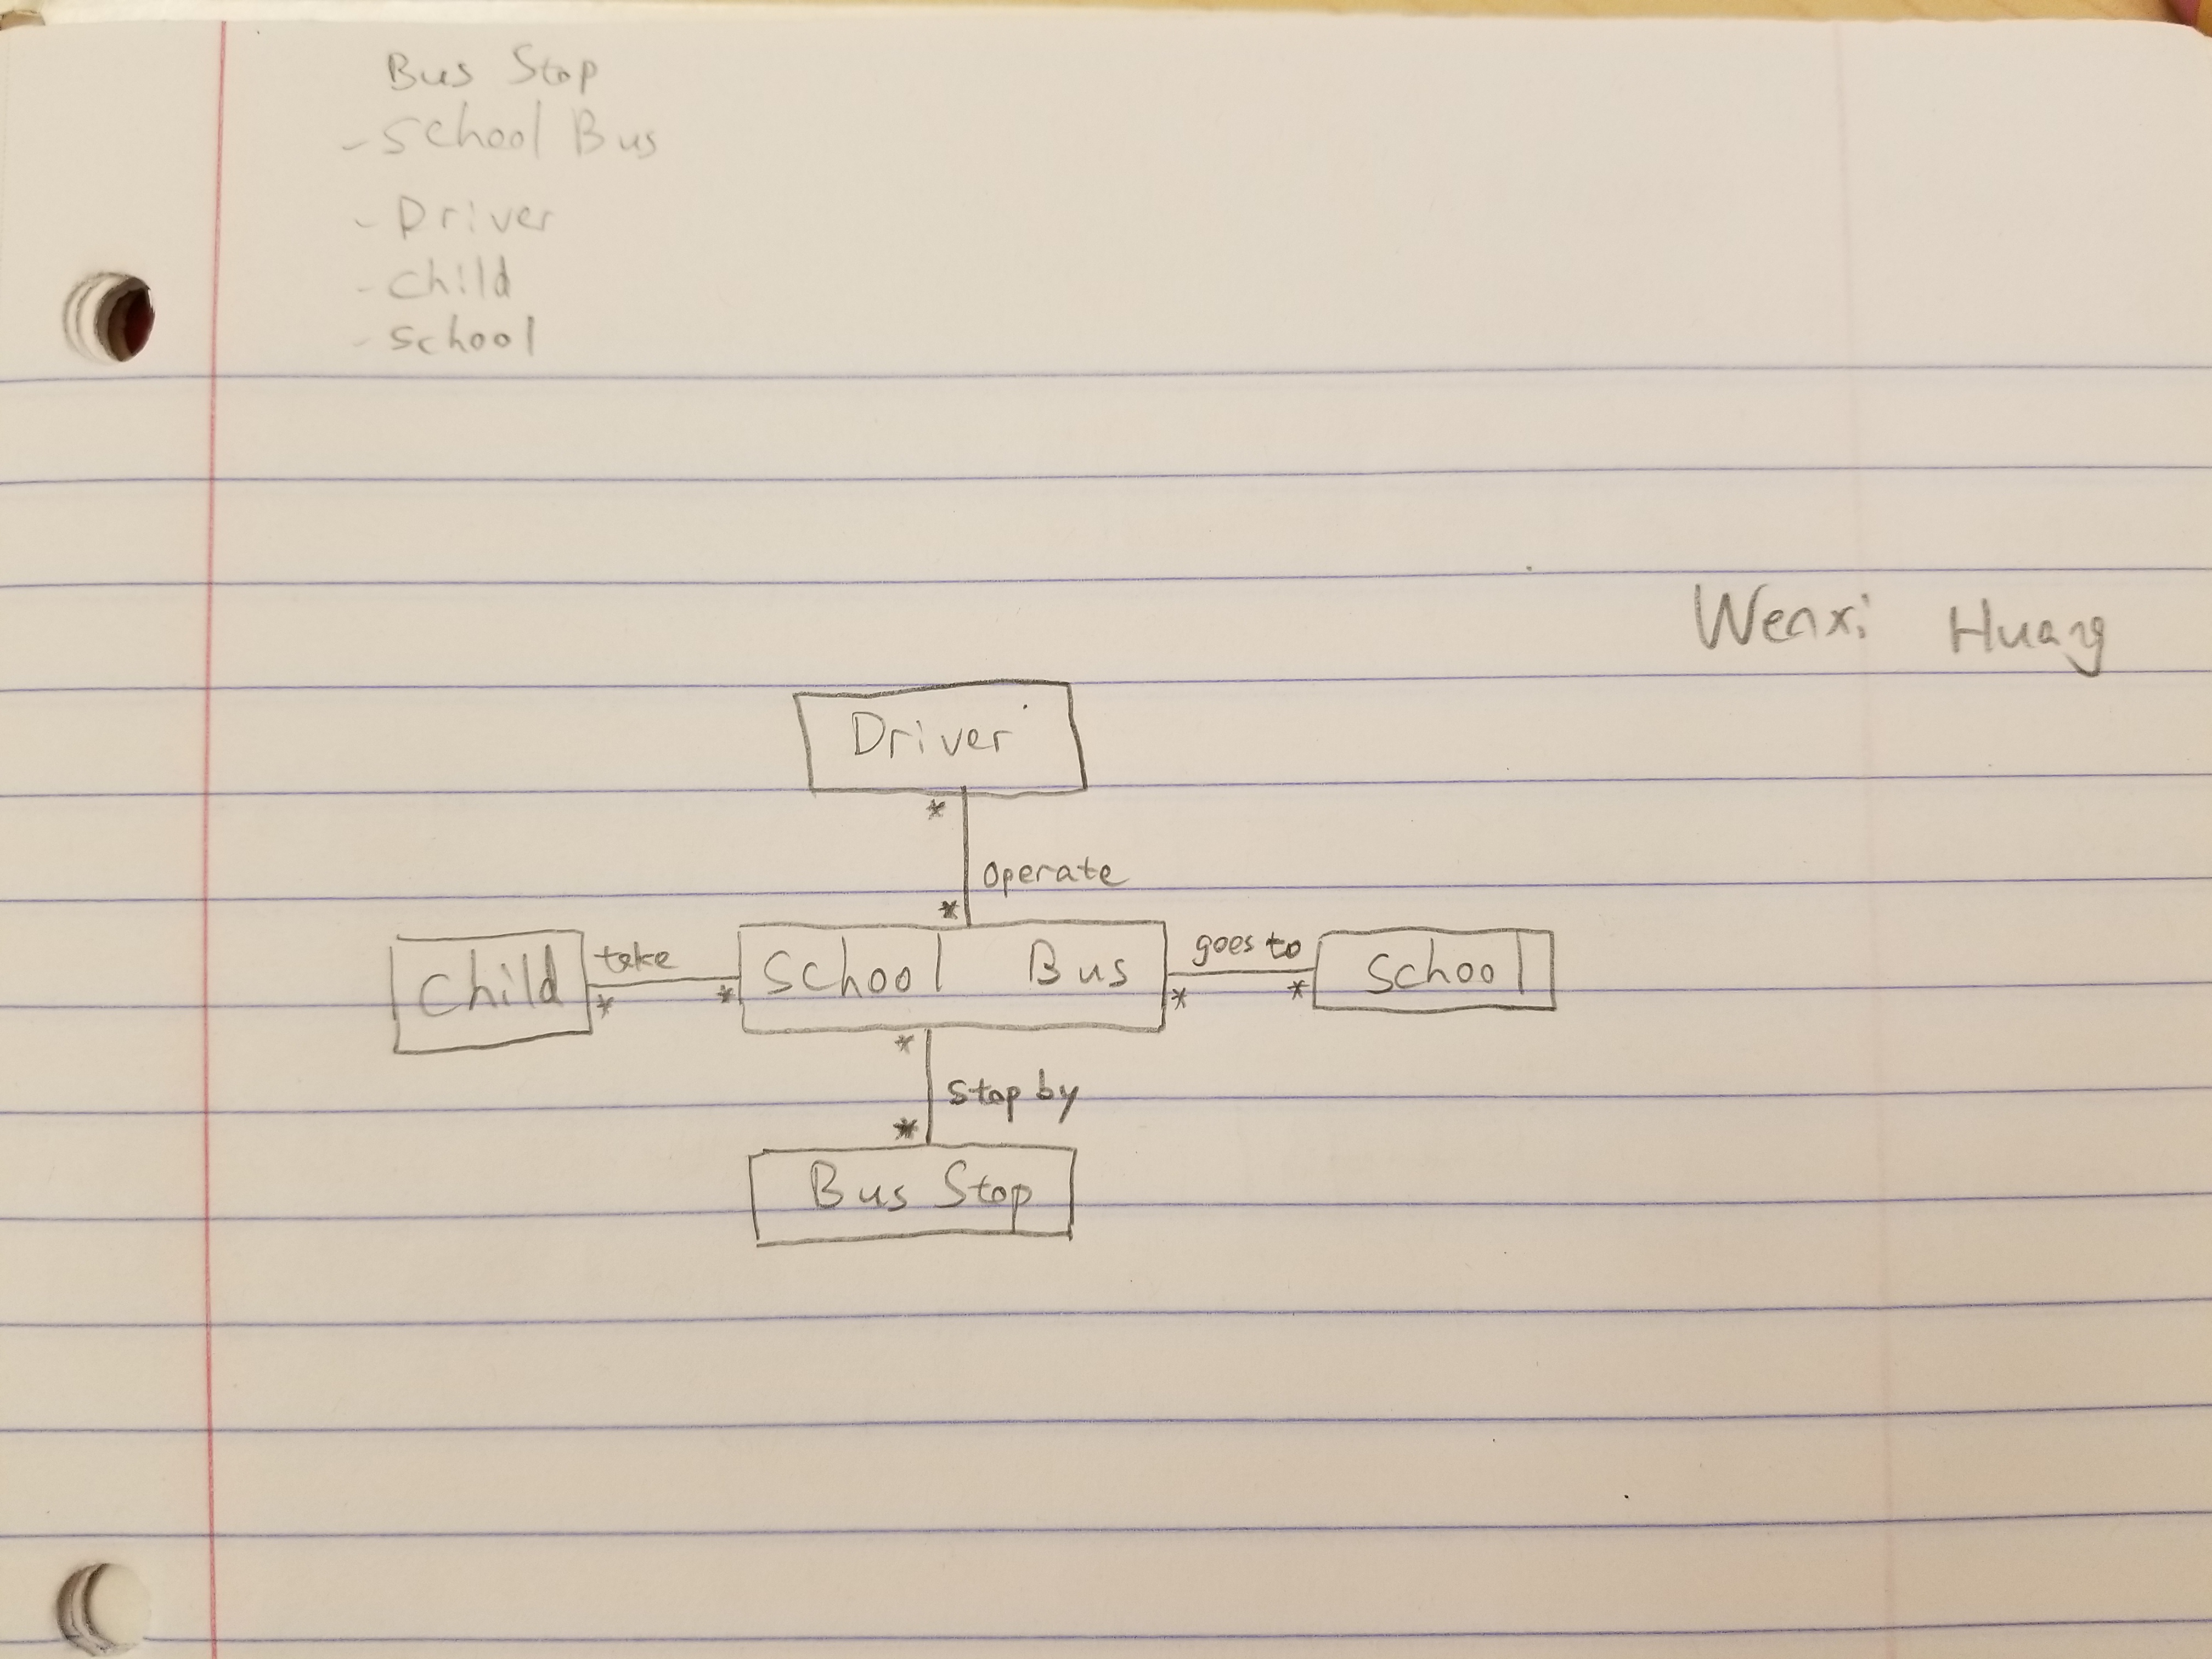 Bus Stop
- School Bus
- Driver
- Child
- School
Wenxi Huang
Driver
*
operate
*
Child
take
*
*
School Bus
goes to
*
*
School
*
stop by
*
Bus Stop